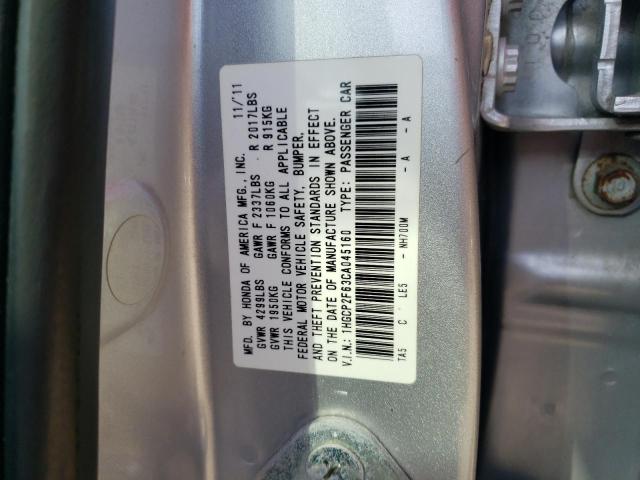 MFD. BY HONDA OF AMERICA MFG., INC. 11/'11
GVWR 4299LBS GAWR F 2337LBS R 2017LBS
GVWR 1950KG GAWR F 1060KG R 915KG
THIS VEHICLE CONFORMS TO ALL APPLICABLE
FEDERAL MOTOR VEHICLE SAFETY, BUMPER,
AND THEFT PREVENTION STANDARDS IN EFFECT
ON THE DATE OF MANUFACTURE SHOWN ABOVE.
V.I.N.: 1HGCP2F63CA045160 TYPE: PASSENGER CAR
TA5 C LE5 - NH700M - A - A